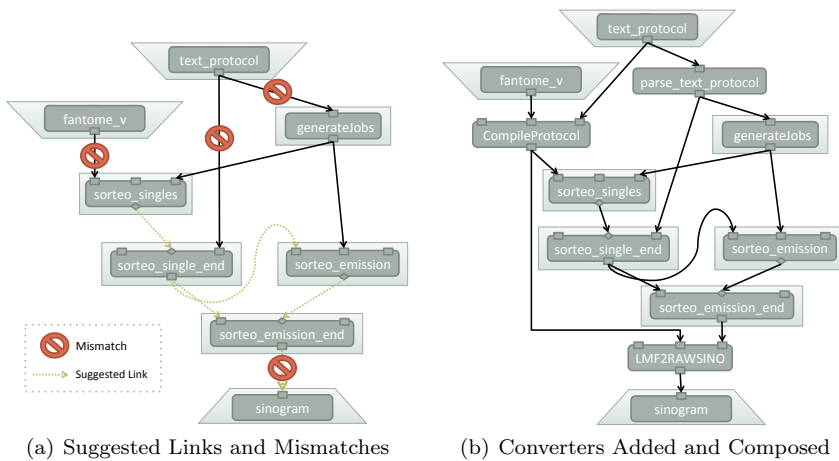 text_protocol
fantome_v
generateJobs
sorteo_singles
sorteo_single_end
sorteo_emission
sorteo_emission_end
sinogram
Mismatch
Suggested Link
(a) Suggested Links and Mismatches
text_protocol
fantome_v
parse_text_protocol
CompileProtocol
generateJobs
sorteo_singles
sorteo_single_end
sorteo_emission
sorteo_emission_end
LMF2RAWSINO
sinogram
(b) Converters Added and Composed